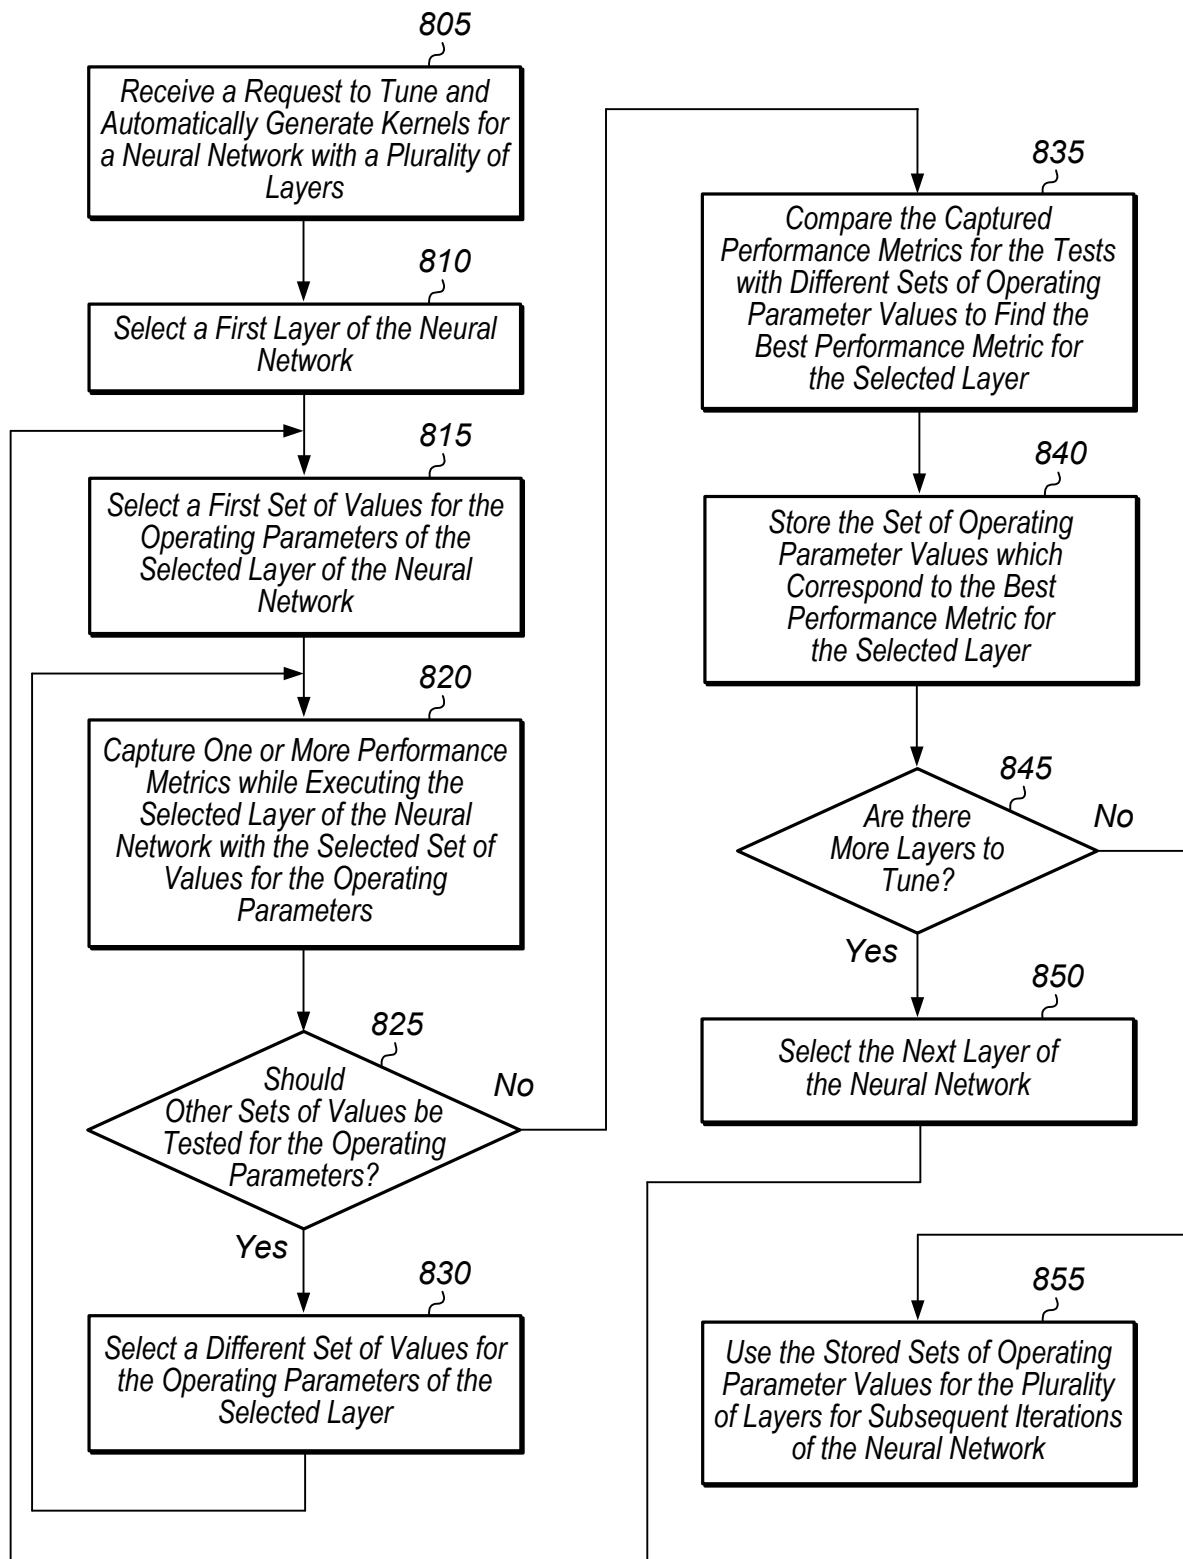 805
Receive a Request to Tune and
Automatically Generate Kernels for
a Neural Network with a Plurality of
Layers
810
Select a First Layer of the Neural
Network
815
Select a First Set of Values for the
Operating Parameters of the
Selected Layer of the Neural
Network
820
Capture One or More Performance
Metrics while Executing the
Selected Layer of the Neural
Network with the Selected Set of
Values for the Operating
Parameters
825
Should
Other Sets of Values be
Tested for the Operating
Parameters?
No
Yes
830
Select a Different Set of Values for
the Operating Parameters of the
Selected Layer
835
Compare the Captured
Performance Metrics for the Tests
with Different Sets of Operating
Parameter Values to Find the
Best Performance Metric for
the Selected Layer
840
Store the Set of Operating
Parameter Values which
Correspond to the Best
Performance Metric for
the Selected Layer
845
Are there
More Layers to
Tune?
No
Yes
850
Select the Next Layer of
the Neural Network
855
Use the Stored Sets of Operating
Parameter Values for the Plurality
of Layers for Subsequent Iterations
of the Neural Network